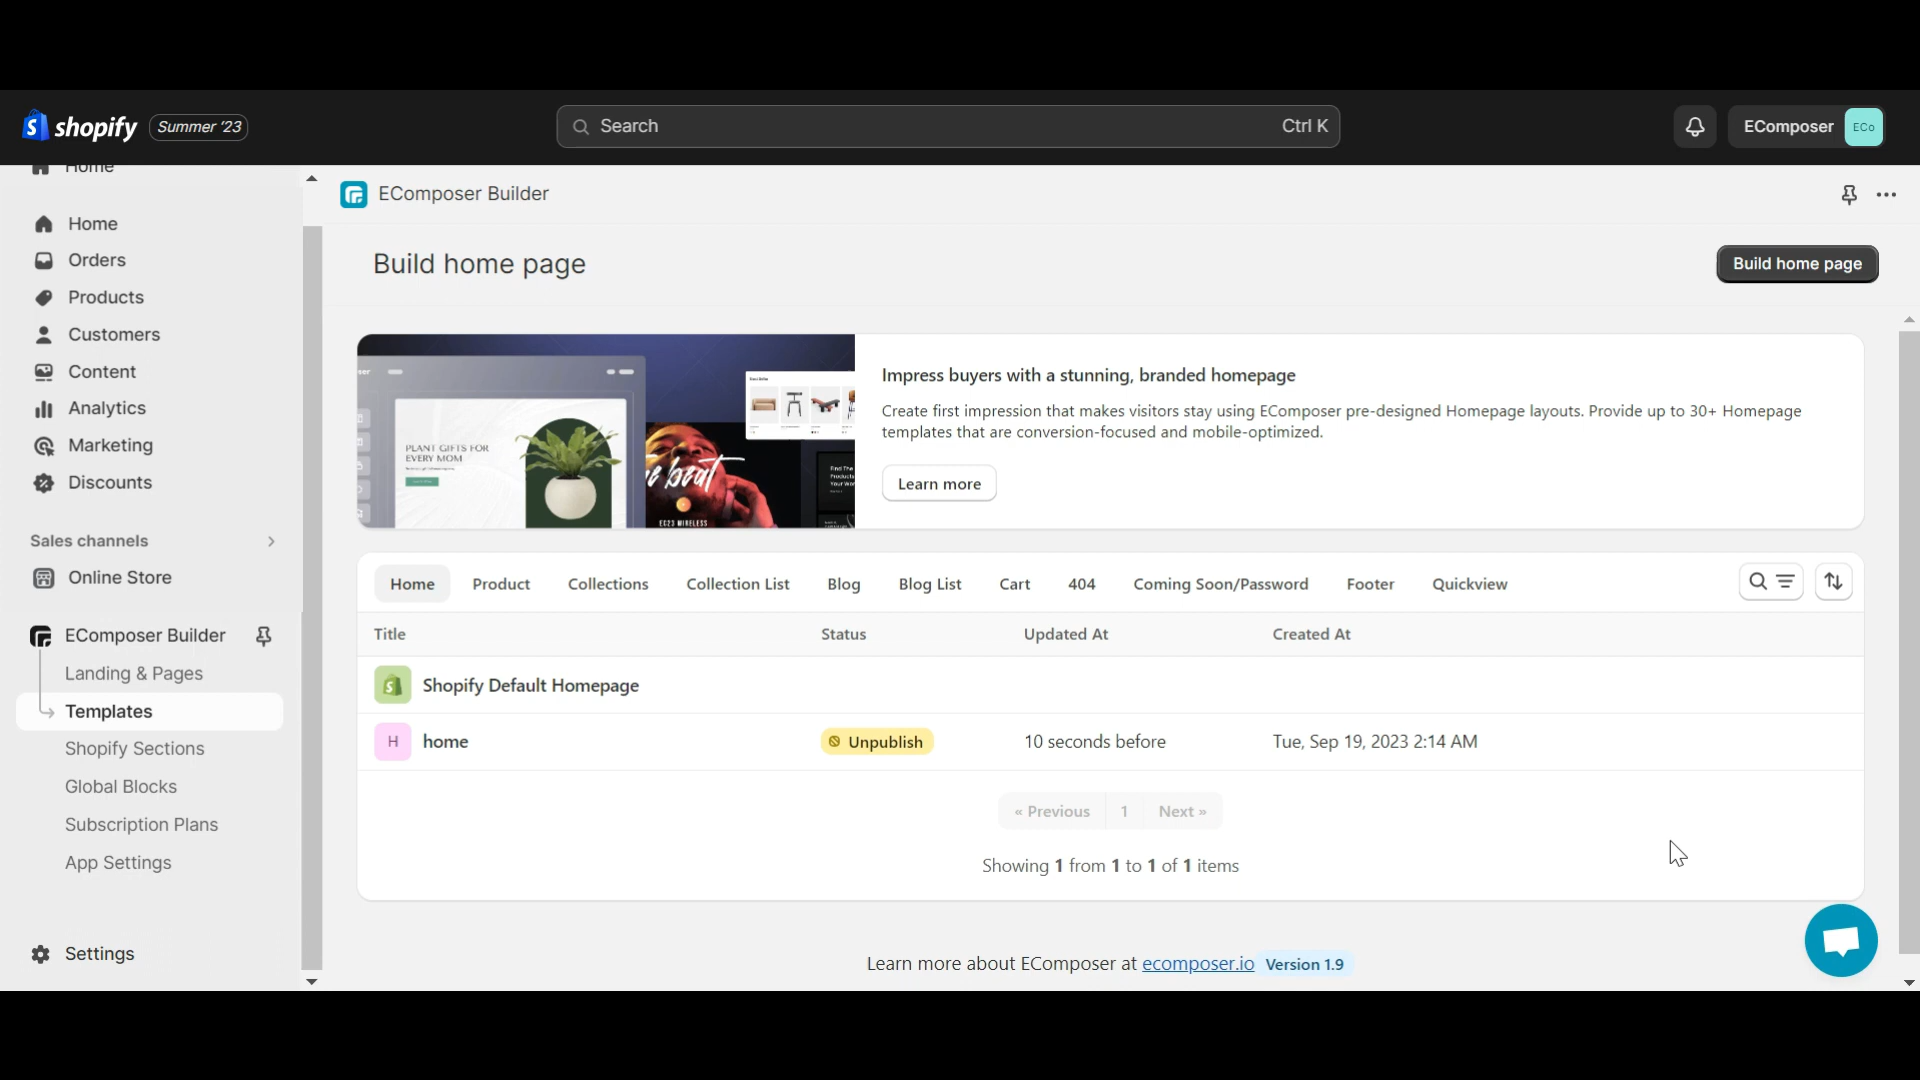 shopify Summer '23
Search Ctrl K
EComposer ECo
Home
Home
Orders
Products
Customers
Content
Analytics
Marketing
Discounts
Sales channels
Online Store
EComposer Builder
Landing & Pages
Templates
Shopify Sections
Global Blocks
Subscription Plans
App Settings
Settings
EComposer Builder
Build home page
Build home page
PLANT GIFTS FOR
EVERY MOM
e beat
EC23 WIRELESS
Find The
Impress buyers with a stunning, branded homepage
Create first impression that makes visitors stay using EComposer pre-designed Homepage layouts. Provide up to 30+ Homepage
templates that are conversion-focused and mobile-optimized.
Learn more
Home Product Collections Collection List Blog Blog List Cart 404 Coming Soon/Password Footer Quickview
Title Status Updated At Created At
Shopify Default Homepage
H home Unpublish 10 seconds before Tue, Sep 19, 2023 2:14 AM
« Previous 1 Next »
Showing 1 from 1 to 1 of 1 items
Learn more about EComposer at ecomposer.io Version 1.9